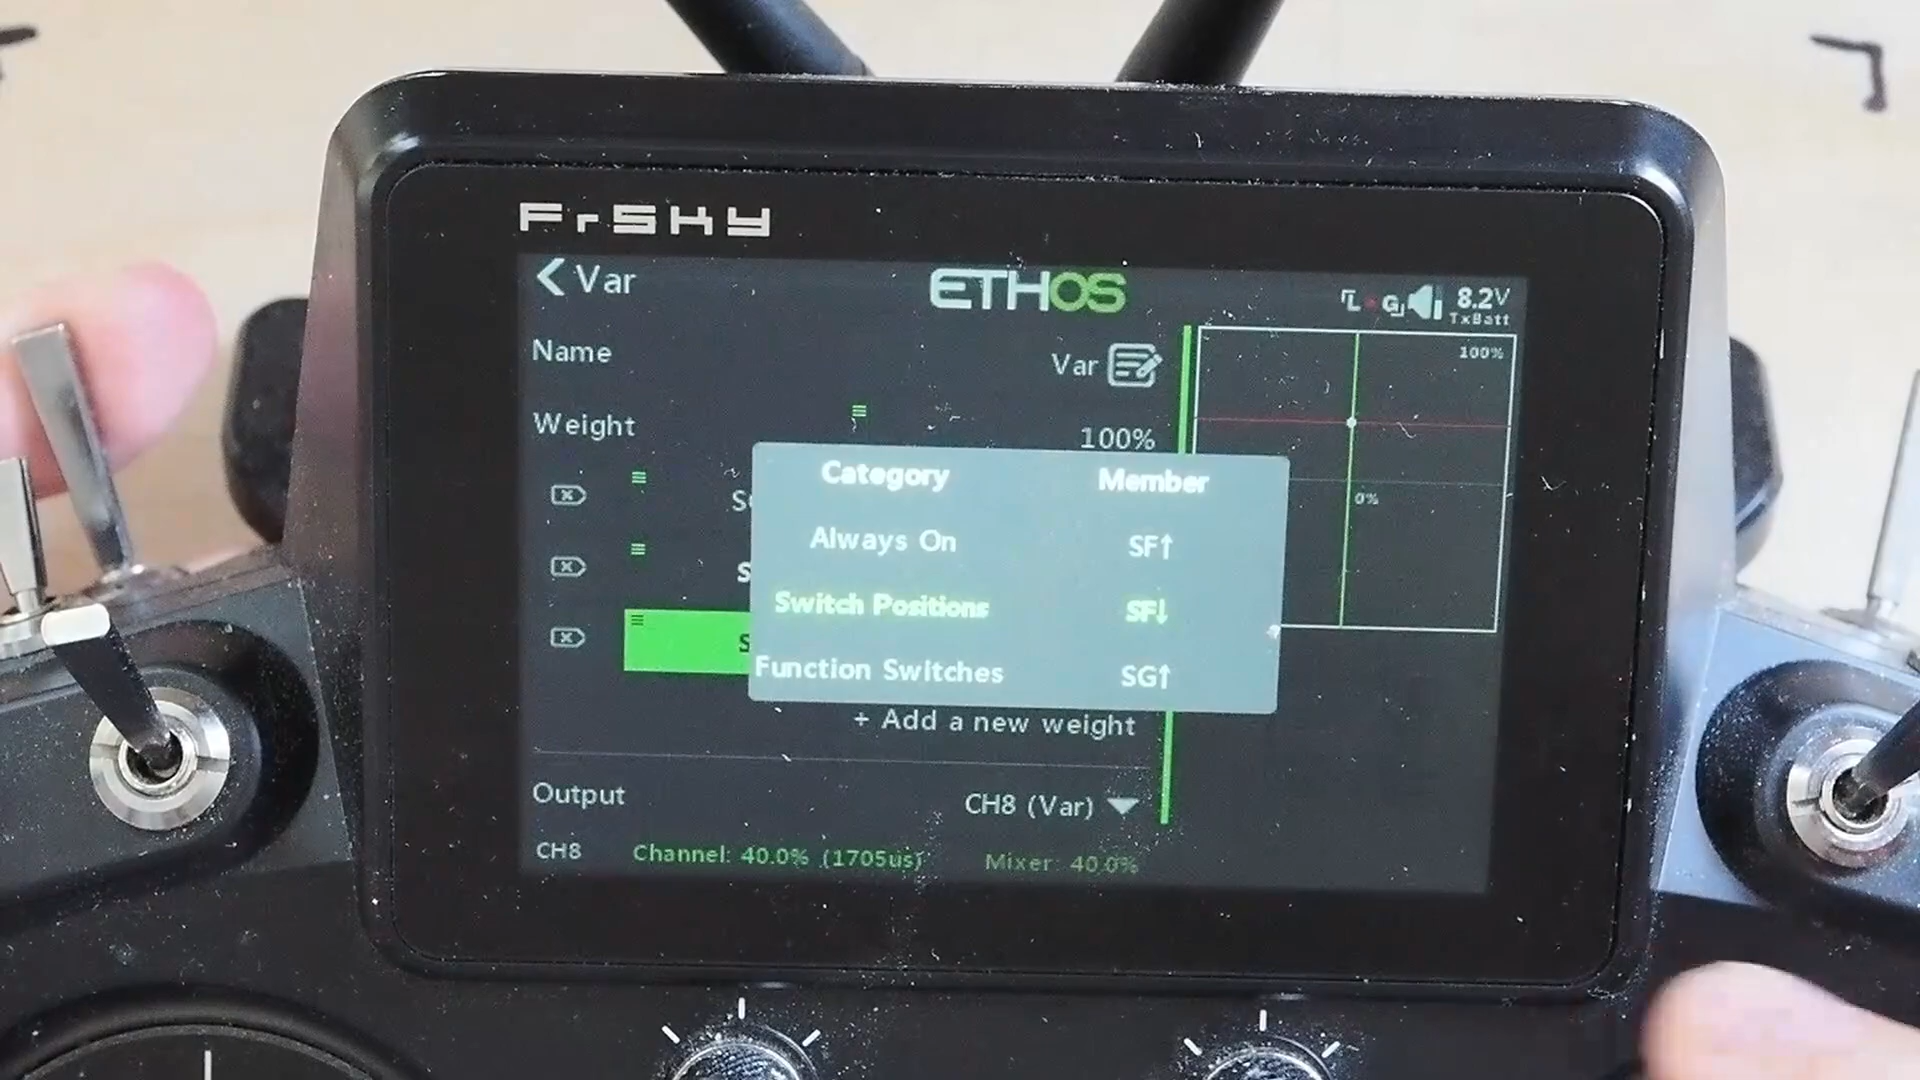 FrSKY
Var
ETHOS
L G 8.2V
TxBatt
Name
Var
100%
Weight
100%
Category Member
Always On SF↑
0%
Switch Positions SF↓
Function Switches SG↑
+ Add a new weight
Output
CH8 (Var)
CH8 Channel: 40.0% (1705us) Mixer: 40.0%